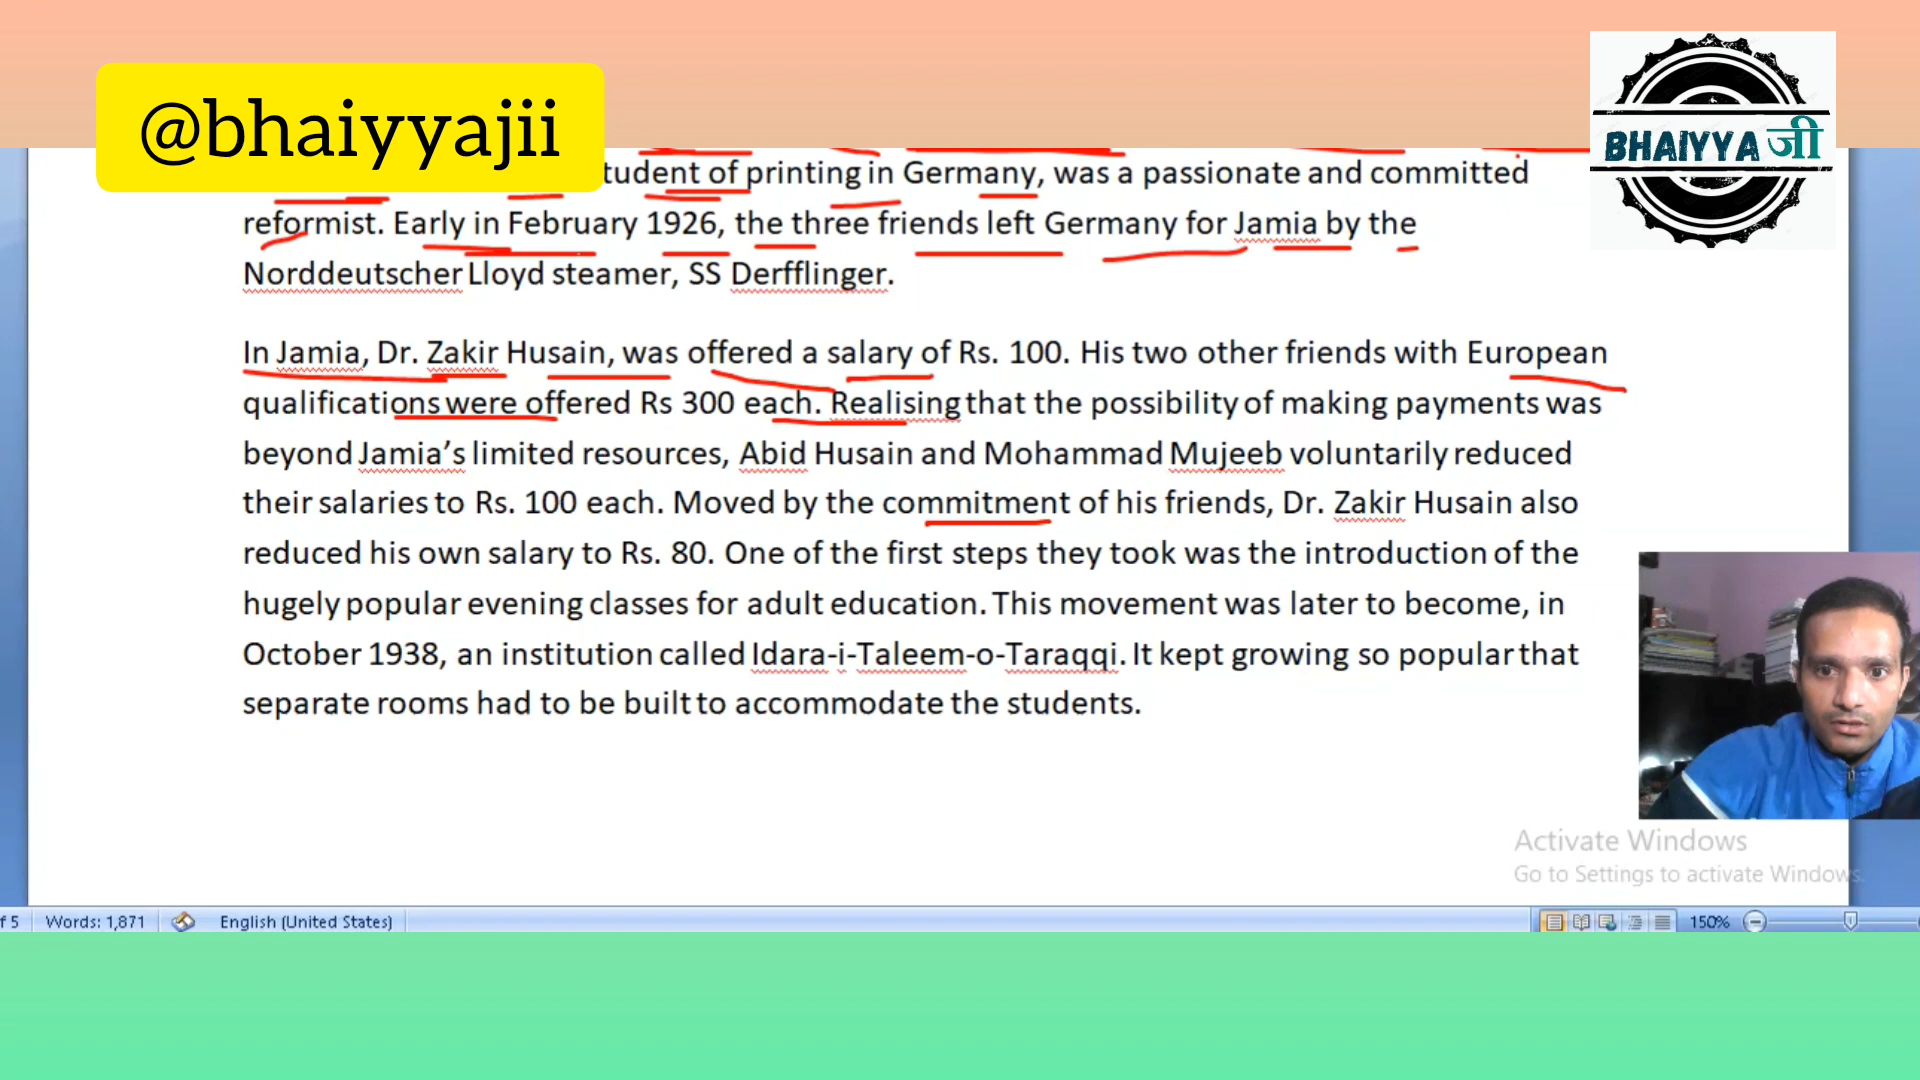 @bhaiyyajii
BHAIYYA जी
tudent of printing in Germany, was a passionate and committed
reformist. Early in February 1926, the three friends left Germany for Jamia by the
Norddeutscher Lloyd steamer, SS Derfflinger.
In Jamia, Dr. Zakir Husain, was offered a salary of Rs. 100. His two other friends with European
qualifications were offered Rs 300 each. Realising that the possibility of making payments was
beyond Jamia’s limited resources, Abid Husain and Mohammad Mujeeb voluntarily reduced
their salaries to Rs. 100 each. Moved by the commitment of his friends, Dr. Zakir Husain also
reduced his own salary to Rs. 80. One of the first steps they took was the introduction of the
hugely popular evening classes for adult education. This movement was later to become, in
October 1938, an institution called Idara-i-Taleem-o-Taraqqi. It kept growing so popular that
separate rooms had to be built to accommodate the students.
Activate Windows
Go to Settings to activate Windows.
f 5 Words: 1,871 English (United States) 150%